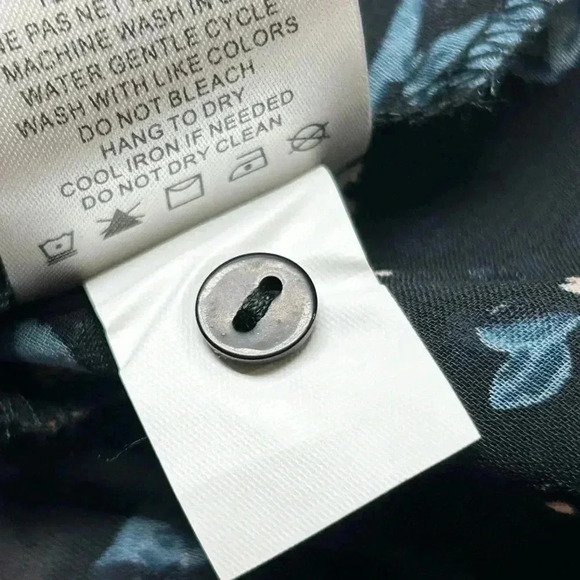 NE PAS NETTO
MACHINE WASH IN
WATER GENTLE CYCLE
WASH WITH LIKE COLORS
DO NOT BLEACH
HANG TO DRY
COOL IRON IF NEEDED
DO NOT DRY CLEAN